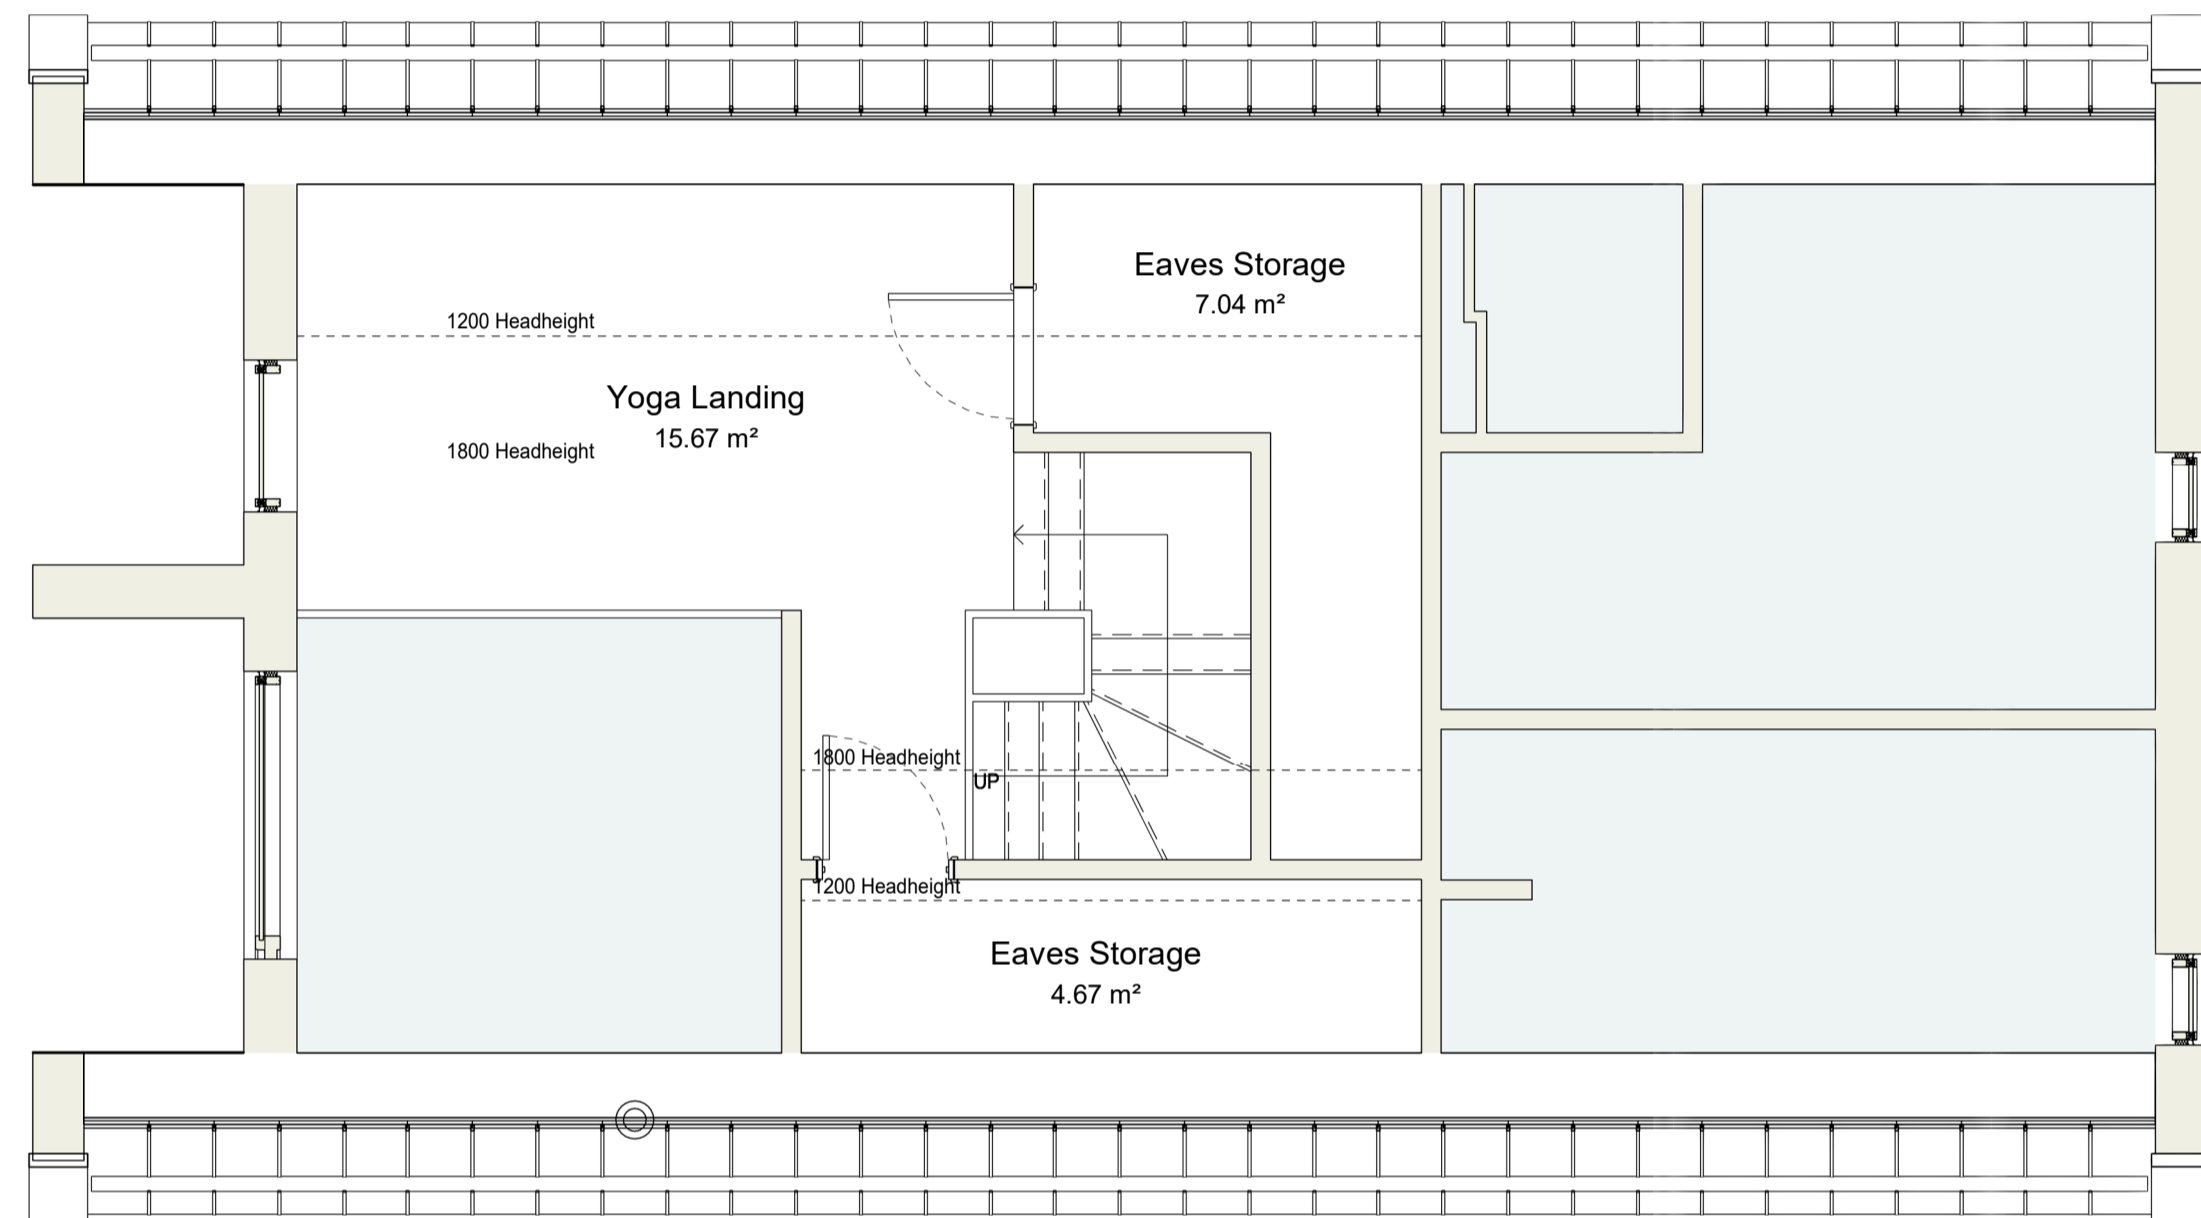 Eaves Storage
7.04 m²
1200 Headheight
Yoga Landing
15.67 m²
1800 Headheight
1800 Headheight
UP
1200 Headheight
Eaves Storage
4.67 m²